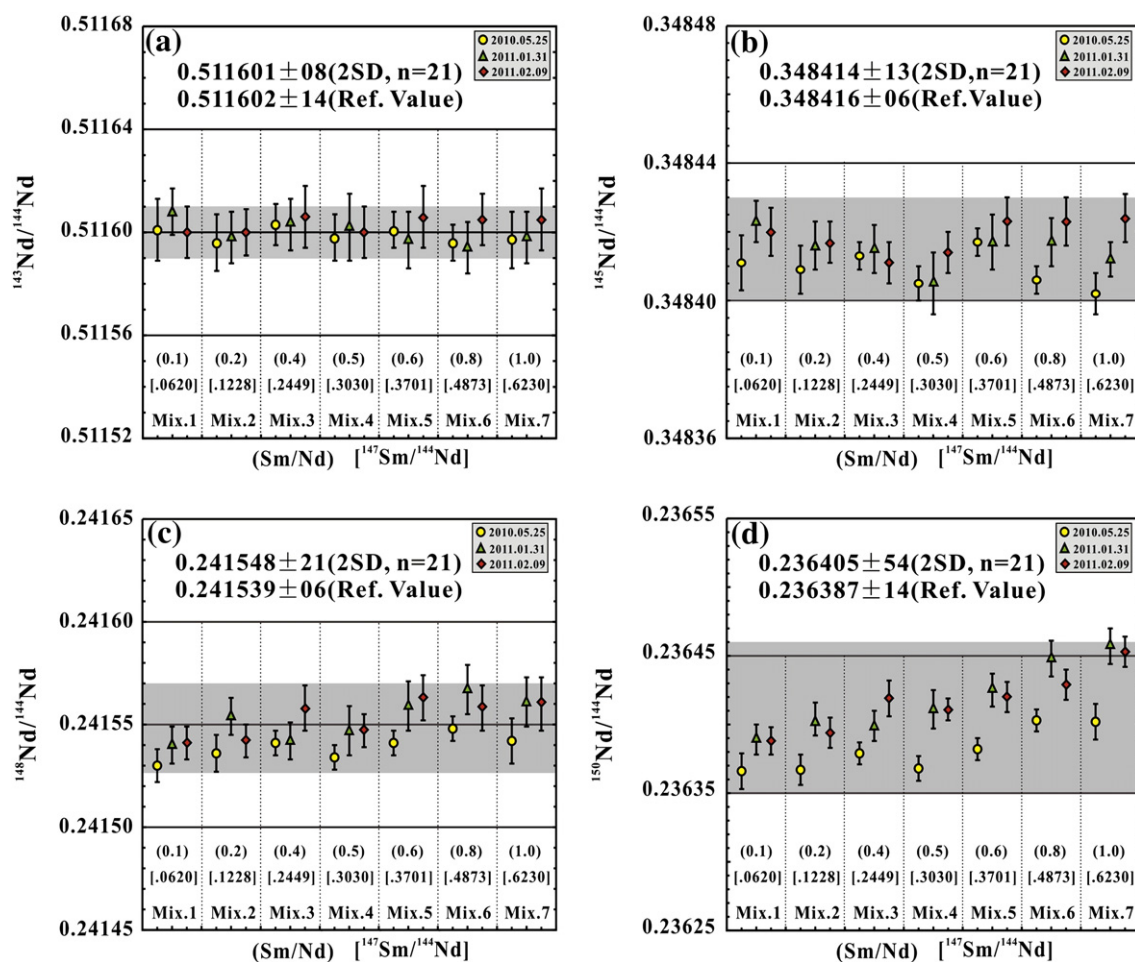 (a)
2010.05.25
2011.01.31
2011.02.09
0.511601±08(2SD, n=21)
0.511602±14(Ref. Value)
0.51168
0.51164
0.51160
0.51156
0.51152
¹⁴³Nd/¹⁴⁴Nd
(0.1) (0.2) (0.4) (0.5) (0.6) (0.8) (1.0)
[.0620] [.1228] [.2449] [.3030] [.3701] [.4873] [.6230]
Mix.1 Mix.2 Mix.3 Mix.4 Mix.5 Mix.6 Mix.7
(Sm/Nd) [¹⁴⁷Sm/¹⁴⁴Nd]
(b)
2010.05.25
2011.01.31
2011.02.09
0.348414±13(2SD,n=21)
0.348416±06(Ref. Value)
0.34848
0.34844
0.34840
0.34836
¹⁴⁵Nd/¹⁴⁴Nd
(0.1) (0.2) (0.4) (0.5) (0.6) (0.8) (1.0)
[.0620] [.1228] [.2449] [.3030] [.3701] [.4873] [.6230]
Mix.1 Mix.2 Mix.3 Mix.4 Mix.5 Mix.6 Mix.7
(Sm/Nd) [¹⁴⁷Sm/¹⁴⁴Nd]
(c)
2010.05.25
2011.01.31
2011.02.09
0.241548±21(2SD, n=21)
0.241539±06(Ref. Value)
0.24165
0.24160
0.24155
0.24150
0.24145
¹⁴⁸Nd/¹⁴⁴Nd
(0.1) (0.2) (0.4) (0.5) (0.6) (0.8) (1.0)
[.0620] [.1228] [.2449] [.3030] [.3701] [.4873] [.6230]
Mix.1 Mix.2 Mix.3 Mix.4 Mix.5 Mix.6 Mix.7
(Sm/Nd) [¹⁴⁷Sm/¹⁴⁴Nd]
(d)
2010.05.25
2011.01.31
2011.02.09
0.236405±54(2SD, n=21)
0.236387±14(Ref. Value)
0.23655
0.23645
0.23635
0.23625
¹⁵⁰Nd/¹⁴⁴Nd
(0.1) (0.2) (0.4) (0.5) (0.6) (0.8) (1.0)
[.0620] [.1228] [.2449] [.3030] [.3701] [.4873] [.6230]
Mix.1 Mix.2 Mix.3 Mix.4 Mix.5 Mix.6 Mix.7
(Sm/Nd) [¹⁴⁷Sm/¹⁴⁴Nd]